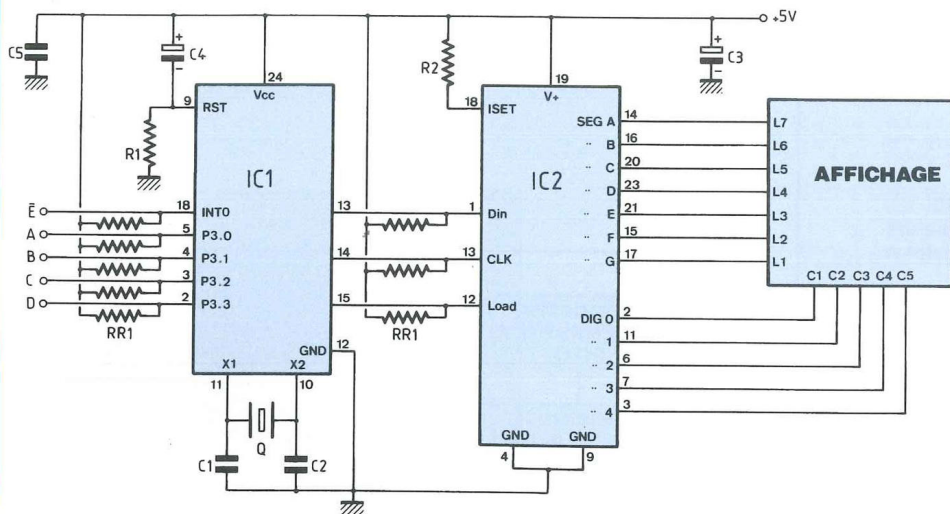 +5V
C5
C4
+
-
R2
C3
+
-
24
Vcc
9
RST
R1
IC1
19
V+
18
ISET
IC2
SEG A
14
L7
.. B
16
L6
.. C
20
L5
.. D
23
L4
.. E
21
L3
.. F
15
L2
.. G
17
L1
AFFICHAGE
C1 C2 C3 C4 C5
Ē
18
INT0
13
1
Din
A
5
P3.0
B
4
P3.1
14
13
CLK
C
3
P3.2
D
2
P3.3
15
12
Load
RR1
RR1
DIG 0
2
.. 1
11
.. 2
6
.. 3
7
.. 4
3
GND
12
X1
X2
11
10
Q
C1
C2
GND
GND
4
9